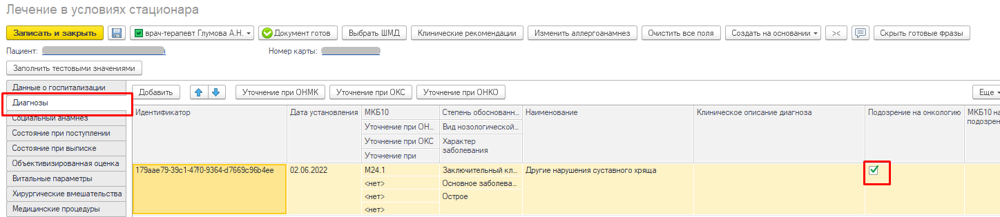 Лечение в условиях стационара
Записать и закрыть врач-терапевт Глумова А.Н. Документ готов Выбрать ШМД Клинические рекомендации Изменить аллергоанамнез Очистить все поля Создать на основании >< Скрыть готовые фразы
Пациент: Номер карты:
Заполнить тестовыми значениями
Данные о госпитализации
Диагнозы
Социальный анамнез
Состояние при поступлении
Состояние при выписке
Объективизированная оценка
Витальные параметры
Хирургические вмешательства
Медицинские процедуры
Добавить Уточнение при ОНМК Уточнение при ОКС Уточнение при ОНКО Еще
Идентификатор Дата установления МКБ10 Степень обоснованн... Наименование Клиническое описание диагноза Подозрение на онкологию МКБ10 на
подозрен
Уточнение при ОН... Вид нозологической...
Уточнение при ОКС Характер
заболевания
Уточнение при
179aae79-39c1-47f0-9364-d7669c96b4ee 02.06.2022 M24.1 Заключительный кл... Другие нарушения суставного хряща
<нет> Основное заболева...
<нет> Острое
<нет>